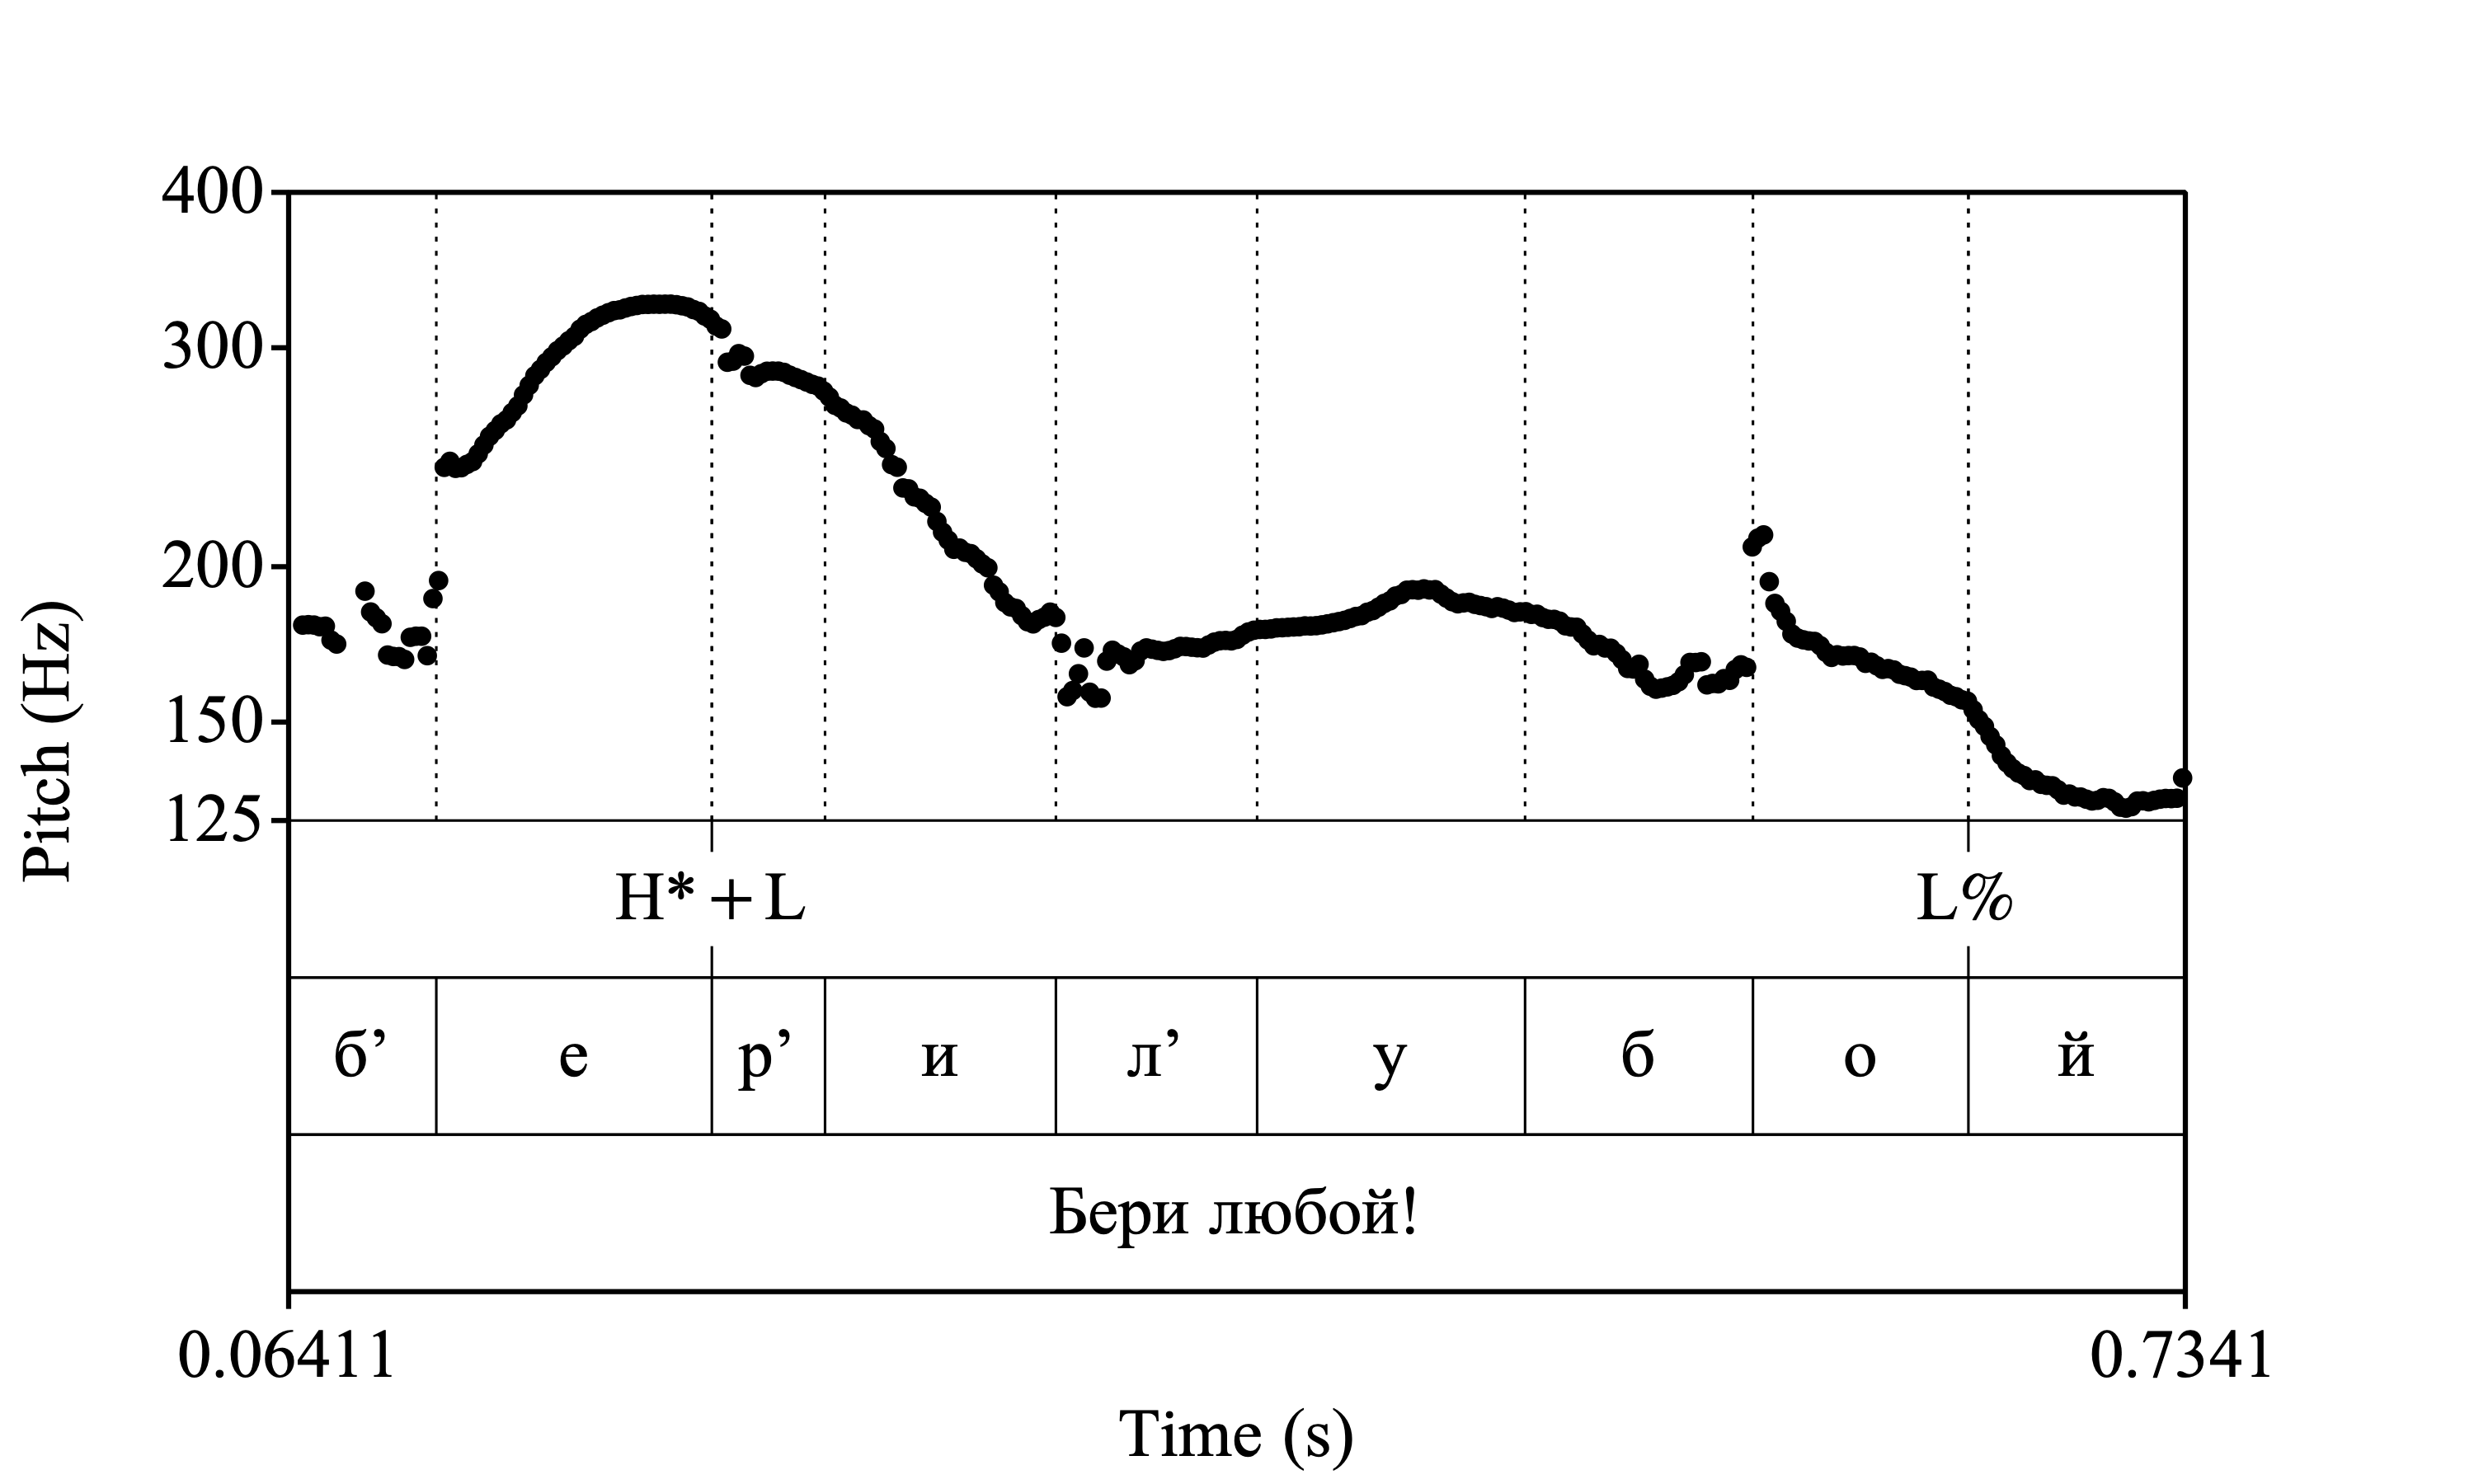 400
300
200
150
125
Pitch (Hz)
H*+L L%
б’ е р’ и л’ у б о й
Бери любой!
0.06411 0.7341
Time (s)